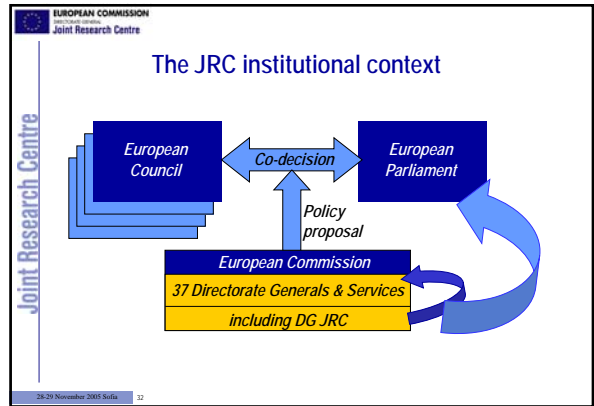 EUROPEAN COMMISSION
DIRECTORATE GENERAL
Joint Research Centre
The JRC institutional context
Joint Research Centre
European
Council
Co-decision
European
Parliament
Policy
proposal
European Commission
37 Directorate Generals & Services
including DG JRC
28-29 November 2005 Sofia 32